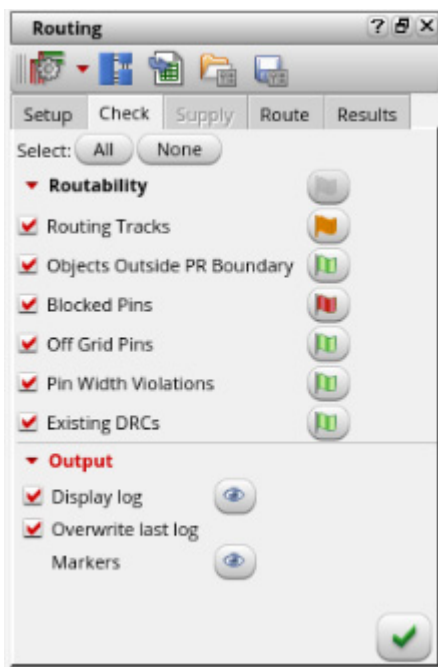 Routing
Setup Check Supply Route Results
Select: All None
Routability
Routing Tracks
Objects Outside PR Boundary
Blocked Pins
Off Grid Pins
Pin Width Violations
Existing DRCs
Output
Display log
Overwrite last log
Markers